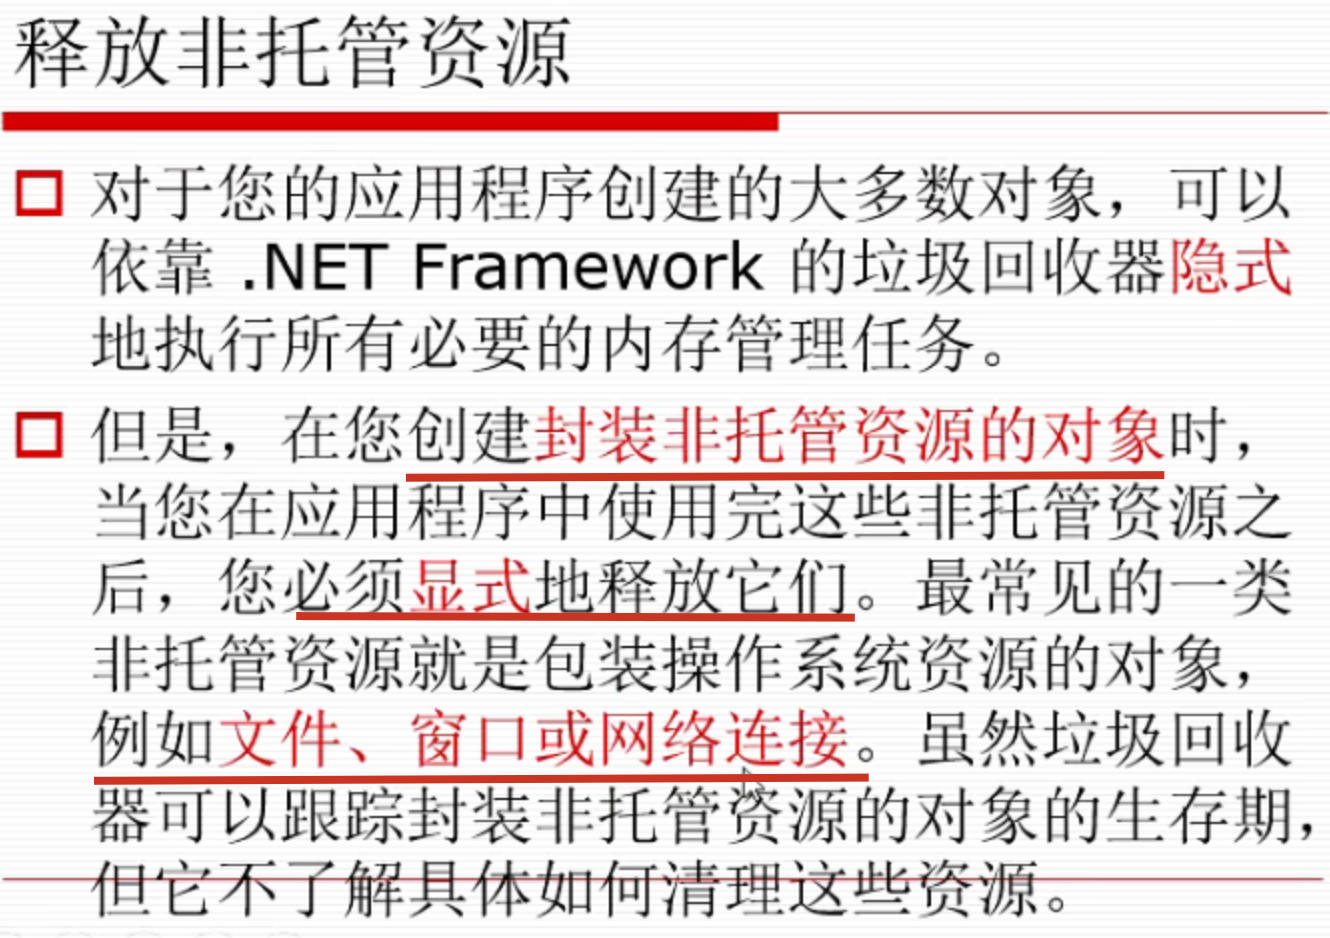 释放非托管资源
对于您的应用程序创建的大多数对象，可以
依靠 .NET Framework 的垃圾回收器隐式
地执行所有必要的内存管理任务。
但是，在您创建封装非托管资源的对象时，
当您在应用程序中使用完这些非托管资源之
后，您必须显式地释放它们。最常见的一类
非托管资源就是包装操作系统资源的对象，
例如文件、窗口或网络连接。虽然垃圾回收
器可以跟踪封装非托管资源的对象的生存期，
但它不了解具体如何清理这些资源。